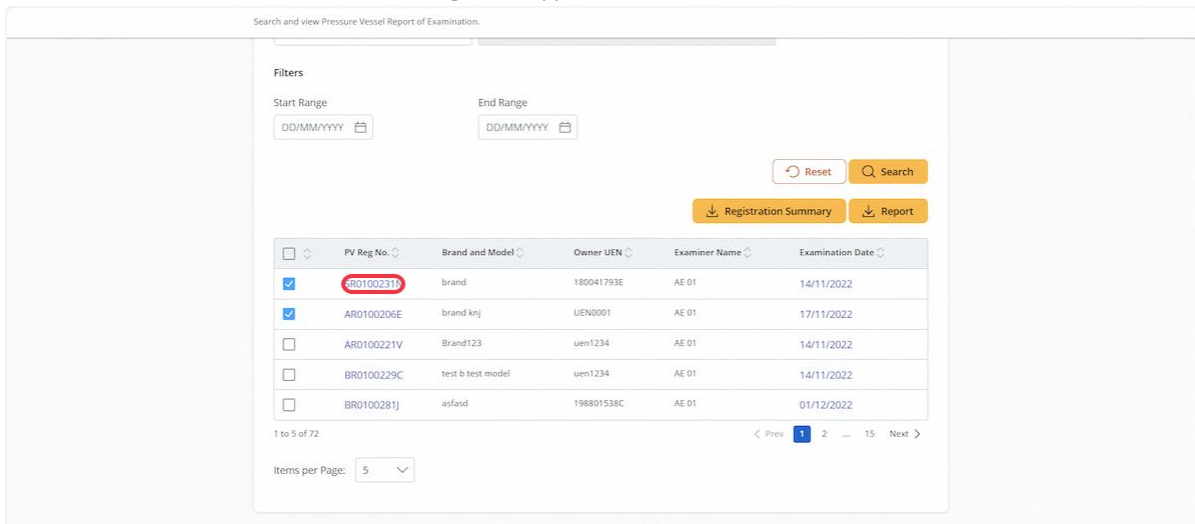 Search and view Pressure Vessel Report of Examination.
Filters
Start Range End Range
DD/MM/YYYY DD/MM/YYYY
Reset Search
Registration Summary Report
PV Reg No. Brand and Model Owner UEN Examiner Name Examination Date
SR0100231N brand 180041793E AE 01 14/11/2022
AR0100206E brand knj UEN0001 AE 01 17/11/2022
AR0100221V Brand123 uen1234 AE 01 14/11/2022
BR0100229C test b test model uen1234 AE 01 14/11/2022
BR0100281J asfasd 198801538C AE 01 01/12/2022
1 to 5 of 72 < Prev 1 2 ... 15 Next >
Items per Page: 5